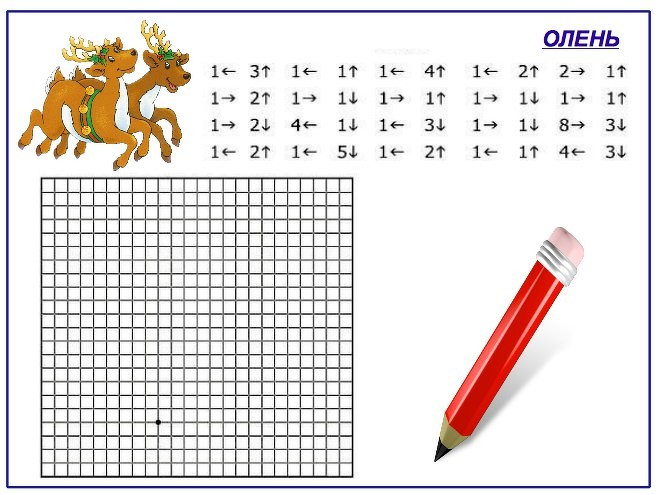 ОЛЕНЬ
1← 3↑ 1← 1↑ 1← 4↑ 1← 2↑ 2→ 1↑
1→ 2↑ 1→ 1↓ 1→ 1↑ 1→ 1↓ 1→ 1↑
1→ 2↓ 4← 1↓ 1← 3↓ 1→ 1↓ 8→ 3↓
1← 2↑ 1← 5↓ 1← 2↑ 1← 1↑ 4← 3↓